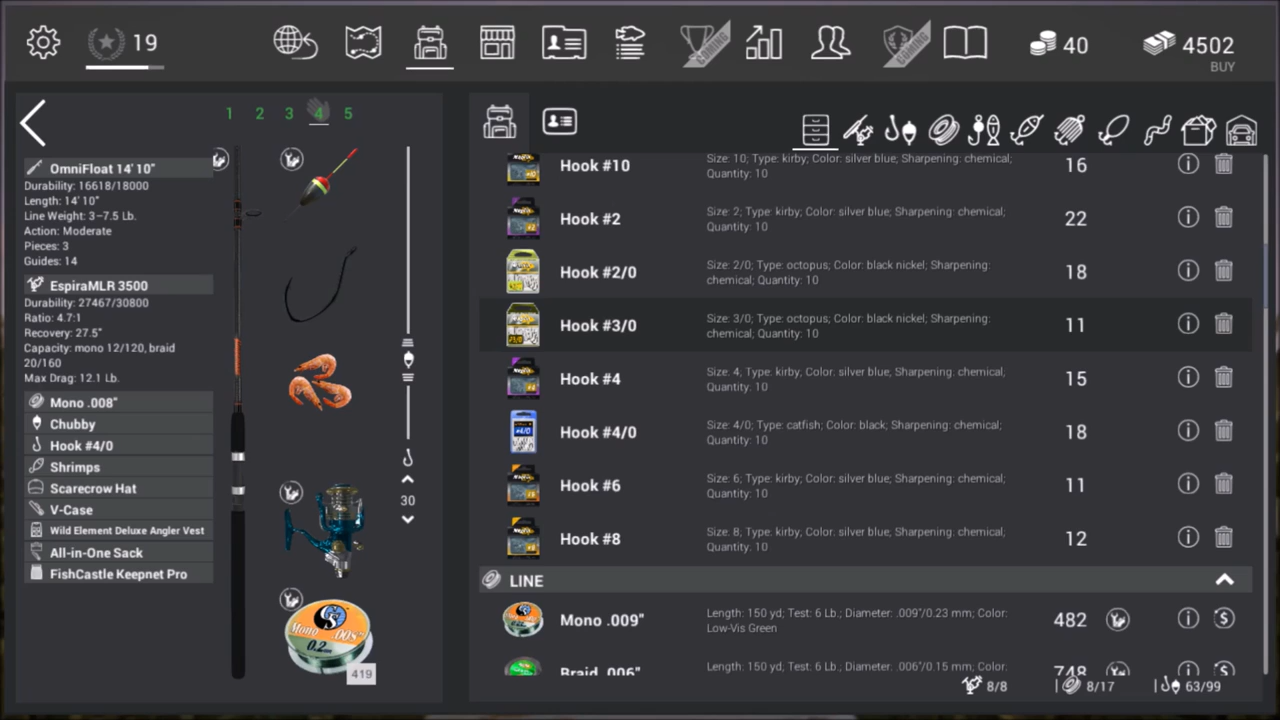 19
COMING
COMING
40
4502
BUY
1 2 3 4 5
OmniFloat 14' 10"
Durability: 16618/18000
Length: 14' 10"
Line Weight: 3–7.5 Lb.
Action: Moderate
Pieces: 3
Guides: 14
EspiraMLR 3500
Durability: 27467/30800
Ratio: 4.7:1
Recovery: 27.5"
Capacity: mono 12/120, braid
20/160
Max Drag: 12.1 Lb.
Mono .008"
Chubby
Hook #4/0
Shrimps
Scarecrow Hat
V-Case
Wild Element Deluxe Angler Vest
All-in-One Sack
FishCastle Keepnet Pro
30
Mono .008"
0.2
419
Hook #10
Size: 10; Type: kirby; Color: silver blue; Sharpening: chemical;
Quantity: 10
16
Hook #2
Size: 2; Type: kirby; Color: silver blue; Sharpening: chemical;
Quantity: 10
22
Hook #2/0
Size: 2/0; Type: octopus; Color: black nickel; Sharpening:
chemical; Quantity: 10
18
Hook #3/0
Size: 3/0; Type: octopus; Color: black nickel; Sharpening:
chemical; Quantity: 10
11
Hook #4
Size: 4, Type: kirby, Color: silver blue, Sharpening: chemical;
Quantity: 10
15
#4/0
Hook #4/0
Size: 4/0; Type: catfish; Color: black; Sharpening: chemical;
Quantity: 10
18
Hook #6
Size: 6; Type: kirby; Color: silver blue; Sharpening: chemical;
Quantity: 10
11
Hook #8
Size: 8, Type: kirby; Color: silver blue; Sharpening: chemical;
Quantity: 10
12
LINE
Mono .009"
Length: 150 yd; Test: 6 Lb.; Diameter: .009"/0.23 mm; Color:
Low-Vis Green
482
Braid .006"
Length: 150 yd; Test: 6 Lb.; Diameter: .006"/0.15 mm; Color:
748
8/8
8/17
63/99